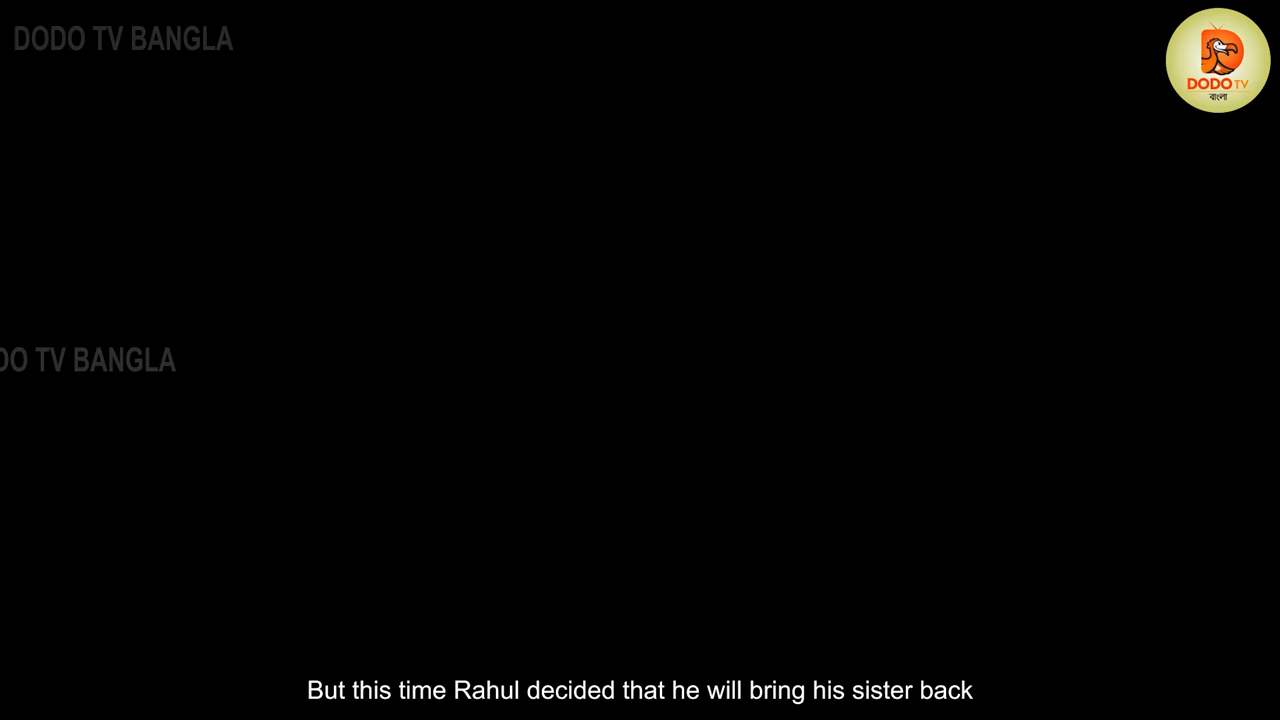 DODO TV BANGLA
DODO TV
বাংলা
DO TV BANGLA
But this time Rahul decided that he will bring his sister back